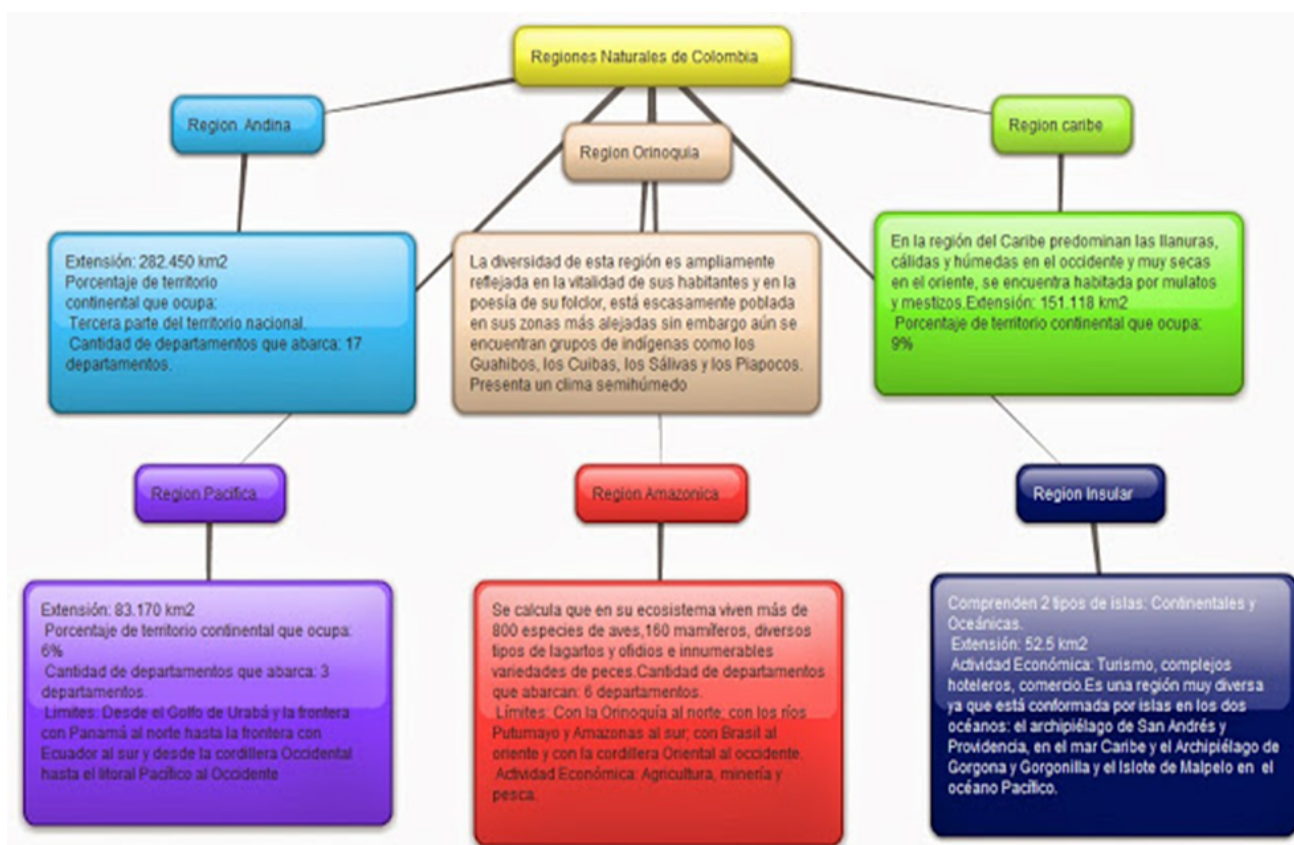 Regiones Naturales de Colombia
Region Andina
Region Orinoquia
Region caribe
Extensión: 282.450 km2
Porcentaje de territorio
continental que ocupa:
Tercera parte del territorio nacional.
Cantidad de departamentos que abarca: 17
departamentos.
La diversidad de esta región es ampliamente
reflejada en la vitalidad de sus habitantes y en la
poesía de su folclor, está escasamente poblada
en sus zonas más alejadas sin embargo aún se
encuentran grupos de indígenas como los
Guahibos, los Cuibas, los Sálivas y los Piapocos.
Presenta un clima semihúmedo
En la región del Caribe predominan las llanuras,
cálidas y húmedas en el occidente y muy secas
en el oriente, se encuentra habitada por mulatos
y mestizos.Extensión: 151.118 km2
Porcentaje de territorio continental que ocupa:
9%
Region Pacifica
Region Amazonica
Region Insular
Extensión: 83.170 km2
Porcentaje de territorio continental que ocupa:
6%
Cantidad de departamentos que abarca: 3
departamentos.
Límites: Desde el Golfo de Urabá y la frontera
con Panamá al norte hasta la frontera con
Ecuador al sur y desde la cordillera Occidental
hasta el litoral Pacífico al Occidente
Se calcula que en su ecosistema viven más de
800 especies de aves,160 mamíferos, diversos
tipos de lagartos y ofidios e innumerables
variedades de peces.Cantidad de departamentos
que abarcan: 6 departamentos.
Límites: Con la Orinoquía al norte; con los ríos
Putumayo y Amazonas al sur; con Brasil al
oriente y con la cordillera Oriental al occidente.
Actividad Económica: Agricultura, minería y
pesca.
Comprenden 2 tipos de islas: Continentales y
Oceánicas.
Extensión: 52.5 km2
Actividad Económica: Turismo, complejos
hoteleros, comercio.Es una región muy diversa
ya que está conformada por islas en los dos
océanos: el archipiélago de San Andrés y
Providencia, en el mar Caribe y el Archipiélago de
Gorgona y Gorgonilla y el Islote de Malpelo en el
océano Pacífico.